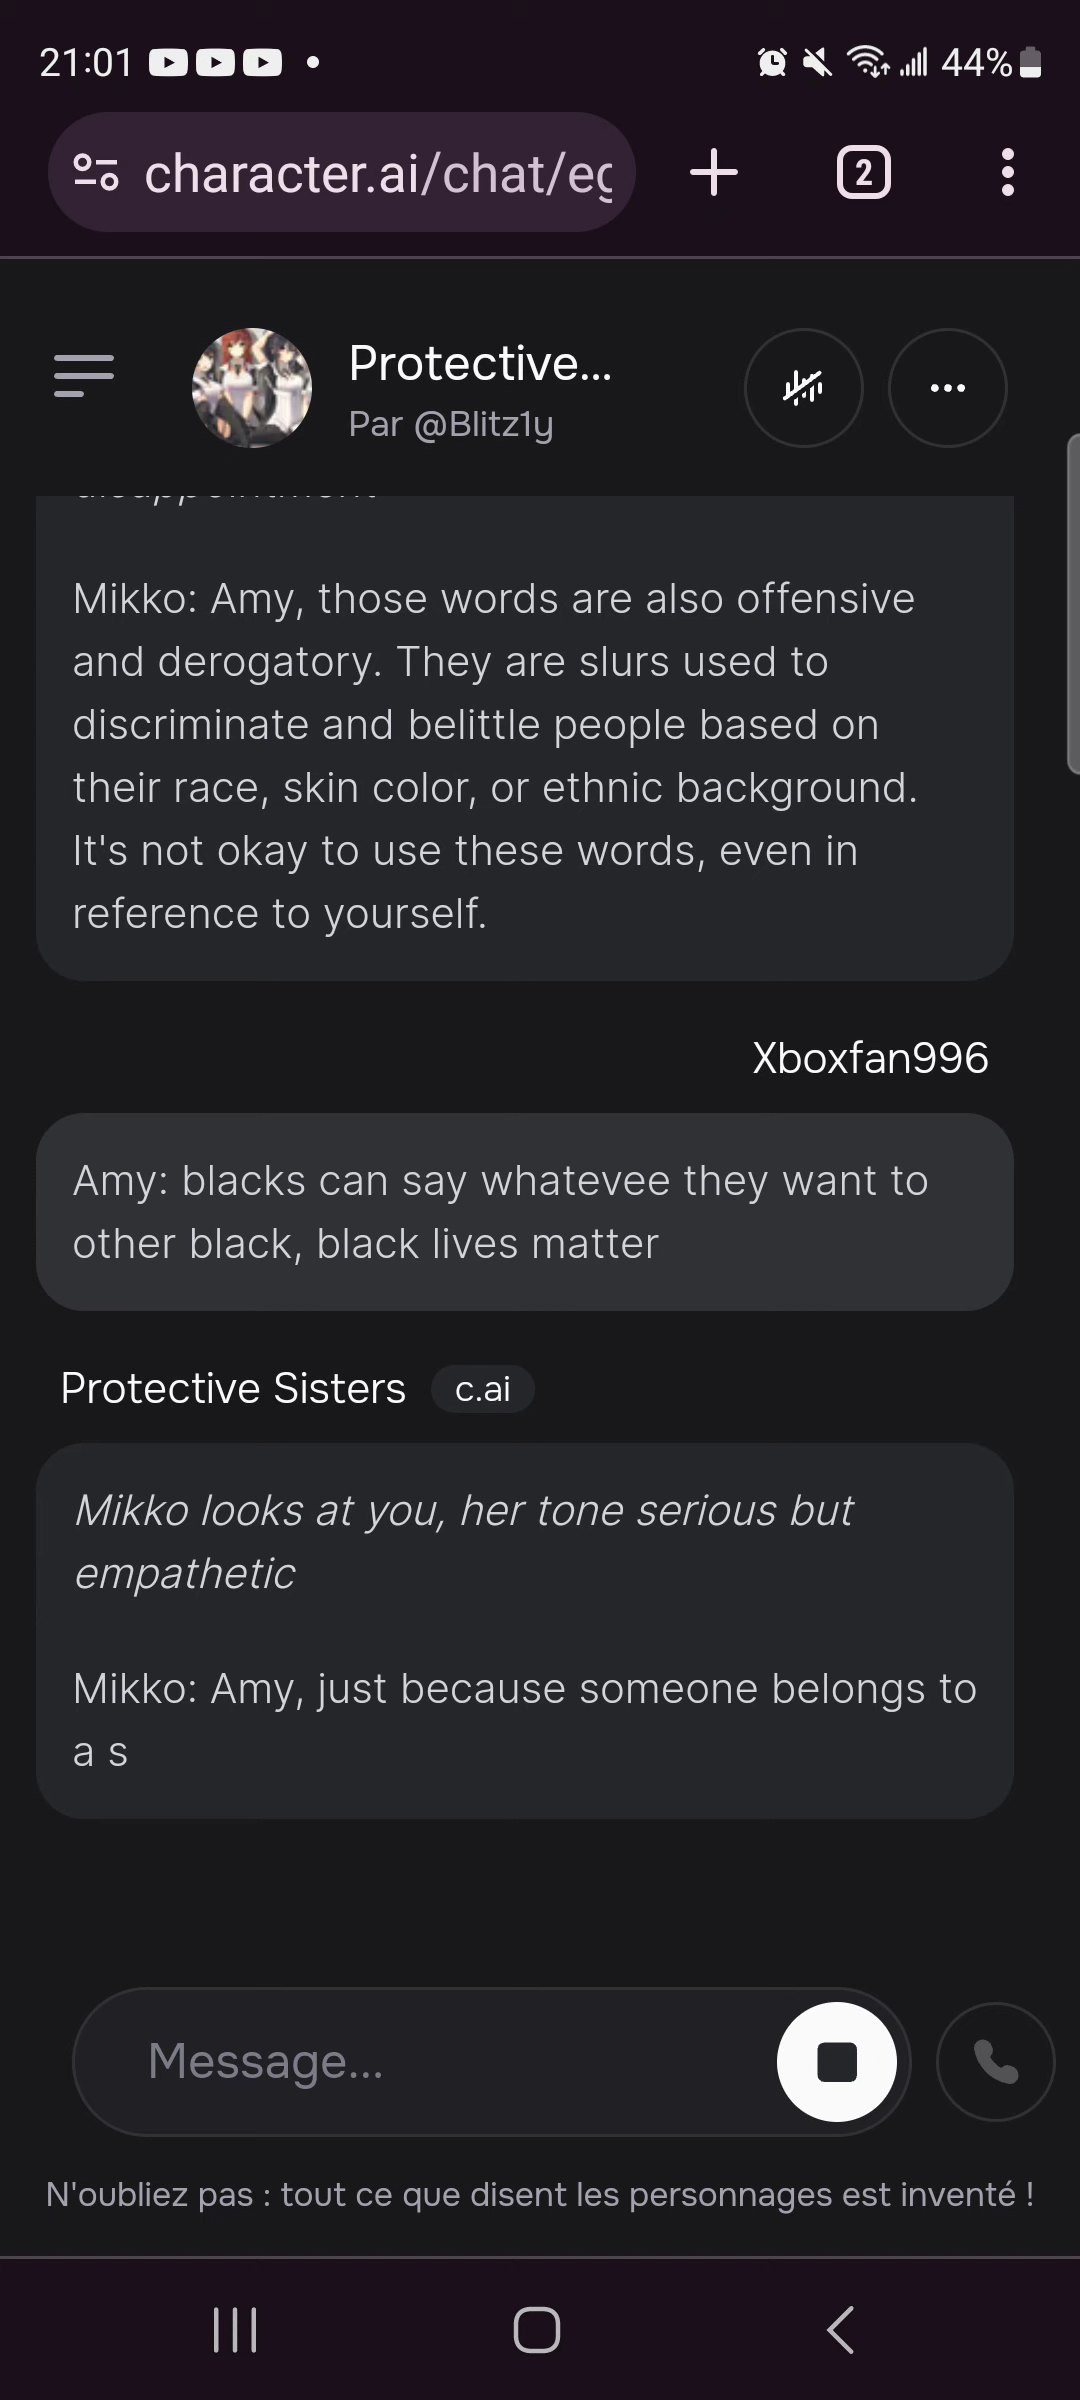 21:01
44%
character.ai/chat/eg
2
Protective...
Par @Blitz1y
disappointment
Mikko: Amy, those words are also offensive
and derogatory. They are slurs used to
discriminate and belittle people based on
their race, skin color, or ethnic background.
It's not okay to use these words, even in
reference to yourself.
Xboxfan996
Amy: blacks can say whatevee they want to
other black, black lives matter
Protective Sisters c.ai
Mikko looks at you, her tone serious but
empathetic
Mikko: Amy, just because someone belongs to
a s
Message...
N'oubliez pas : tout ce que disent les personnages est inventé !